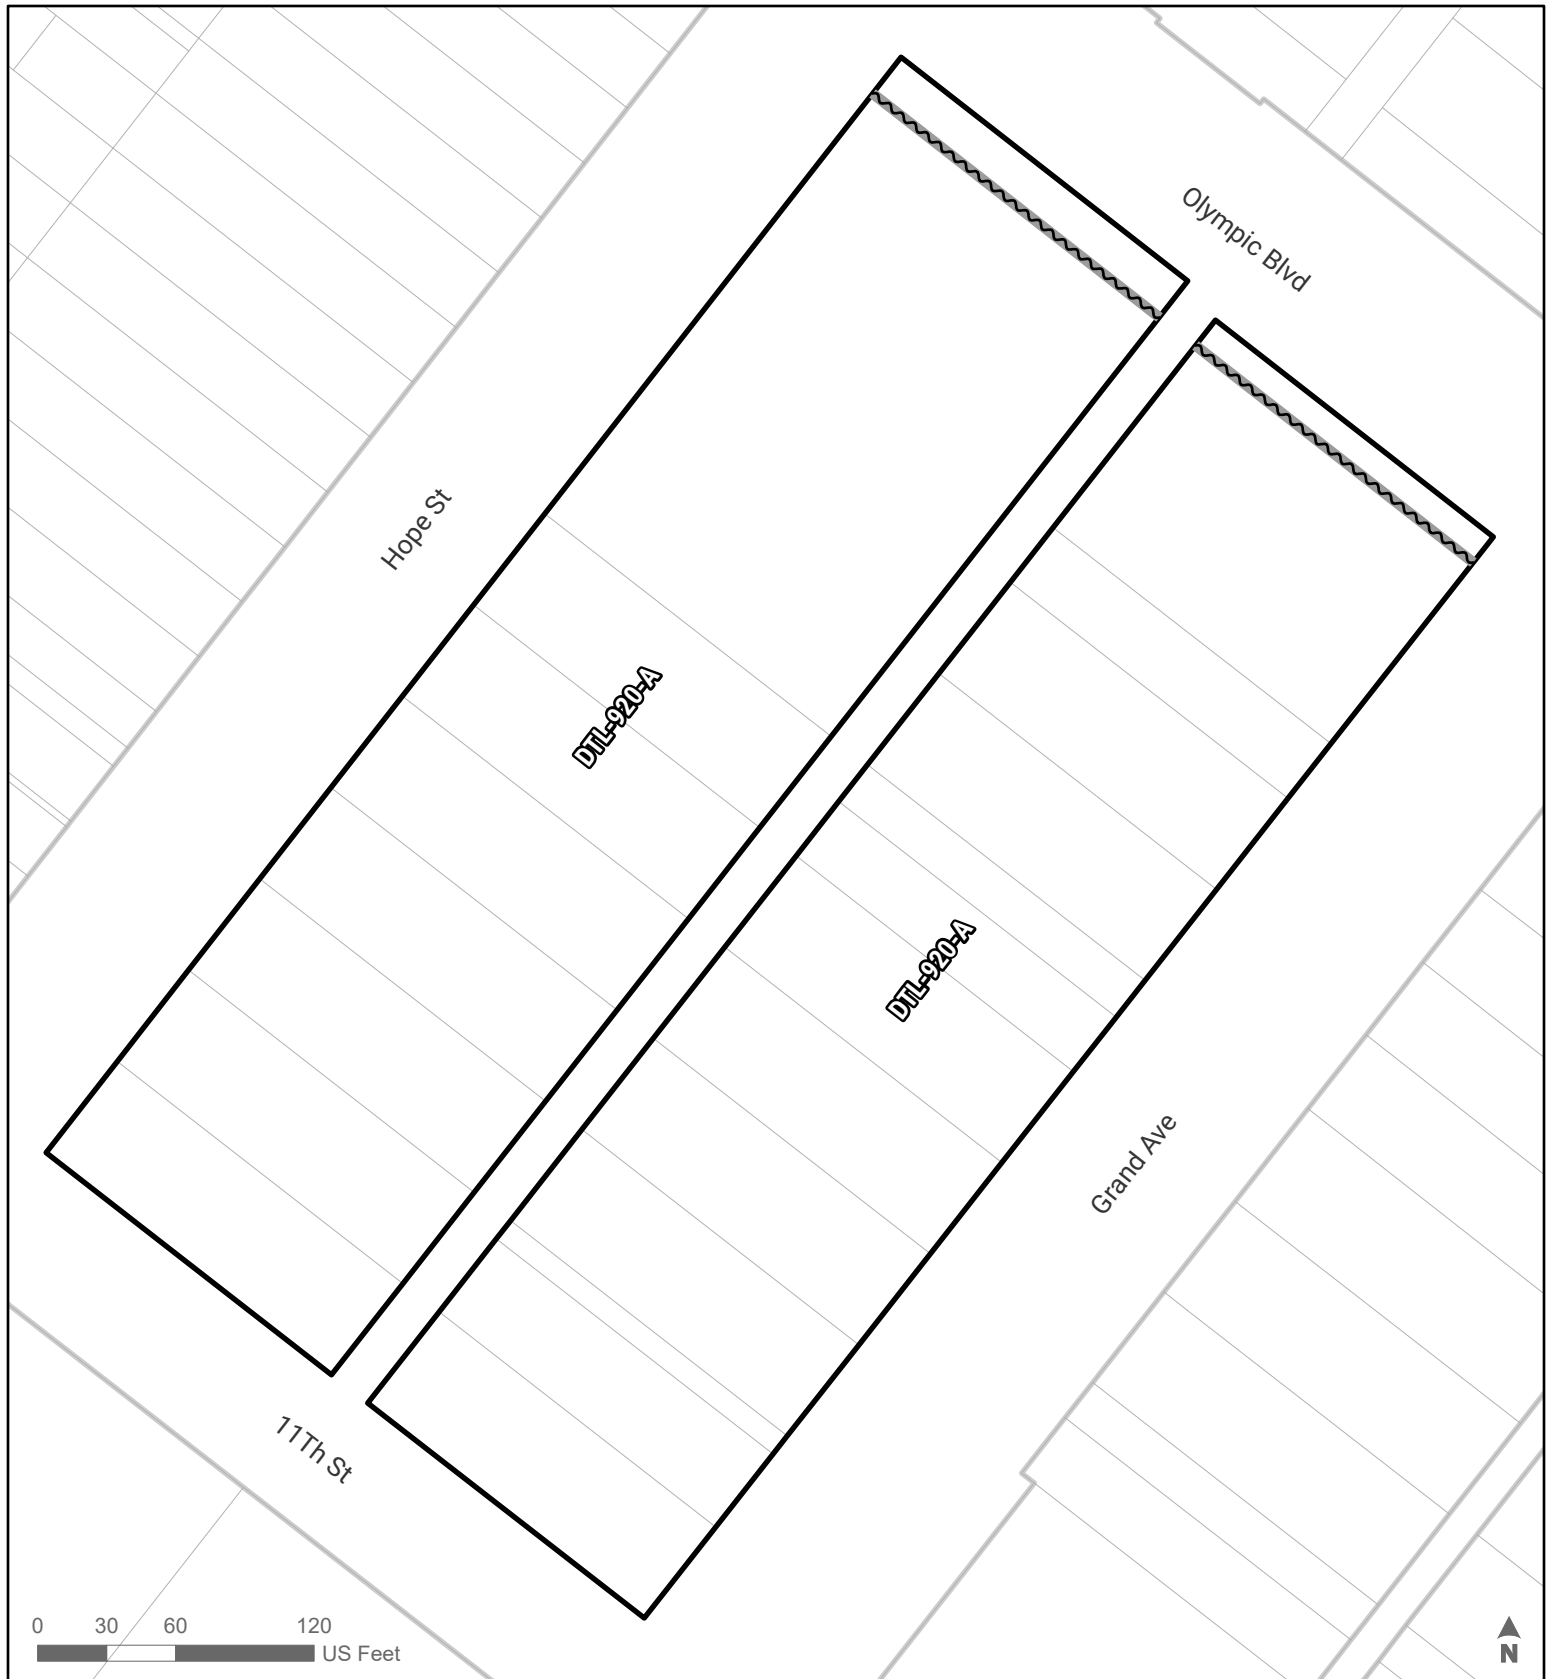 Olympic Blvd
Hope St
DTL-920-A
DTL-920-A
Grand Ave
11Th St
0 30 60 120
US Feet
N